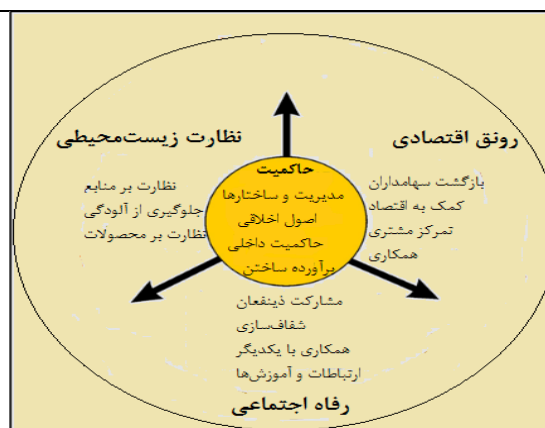 رونق اقتصادی
بازگشت سهامداران
کمک به اقتصاد
تمرکز مشتری
همکاری
حاکمیت
مدیریت و ساختارها
اصول اخلاقی
حاکمیت داخلی
برآورده ساختن
نظارت زیست‌محیطی
نظارت بر منابع
جلوگیری از آلودگی
نظارت بر محصولات
مشارکت ذینفعان
شفاف‌سازی
همکاری با یکدیگر
ارتباطات و آموزش‌ها
رفاه اجتماعی